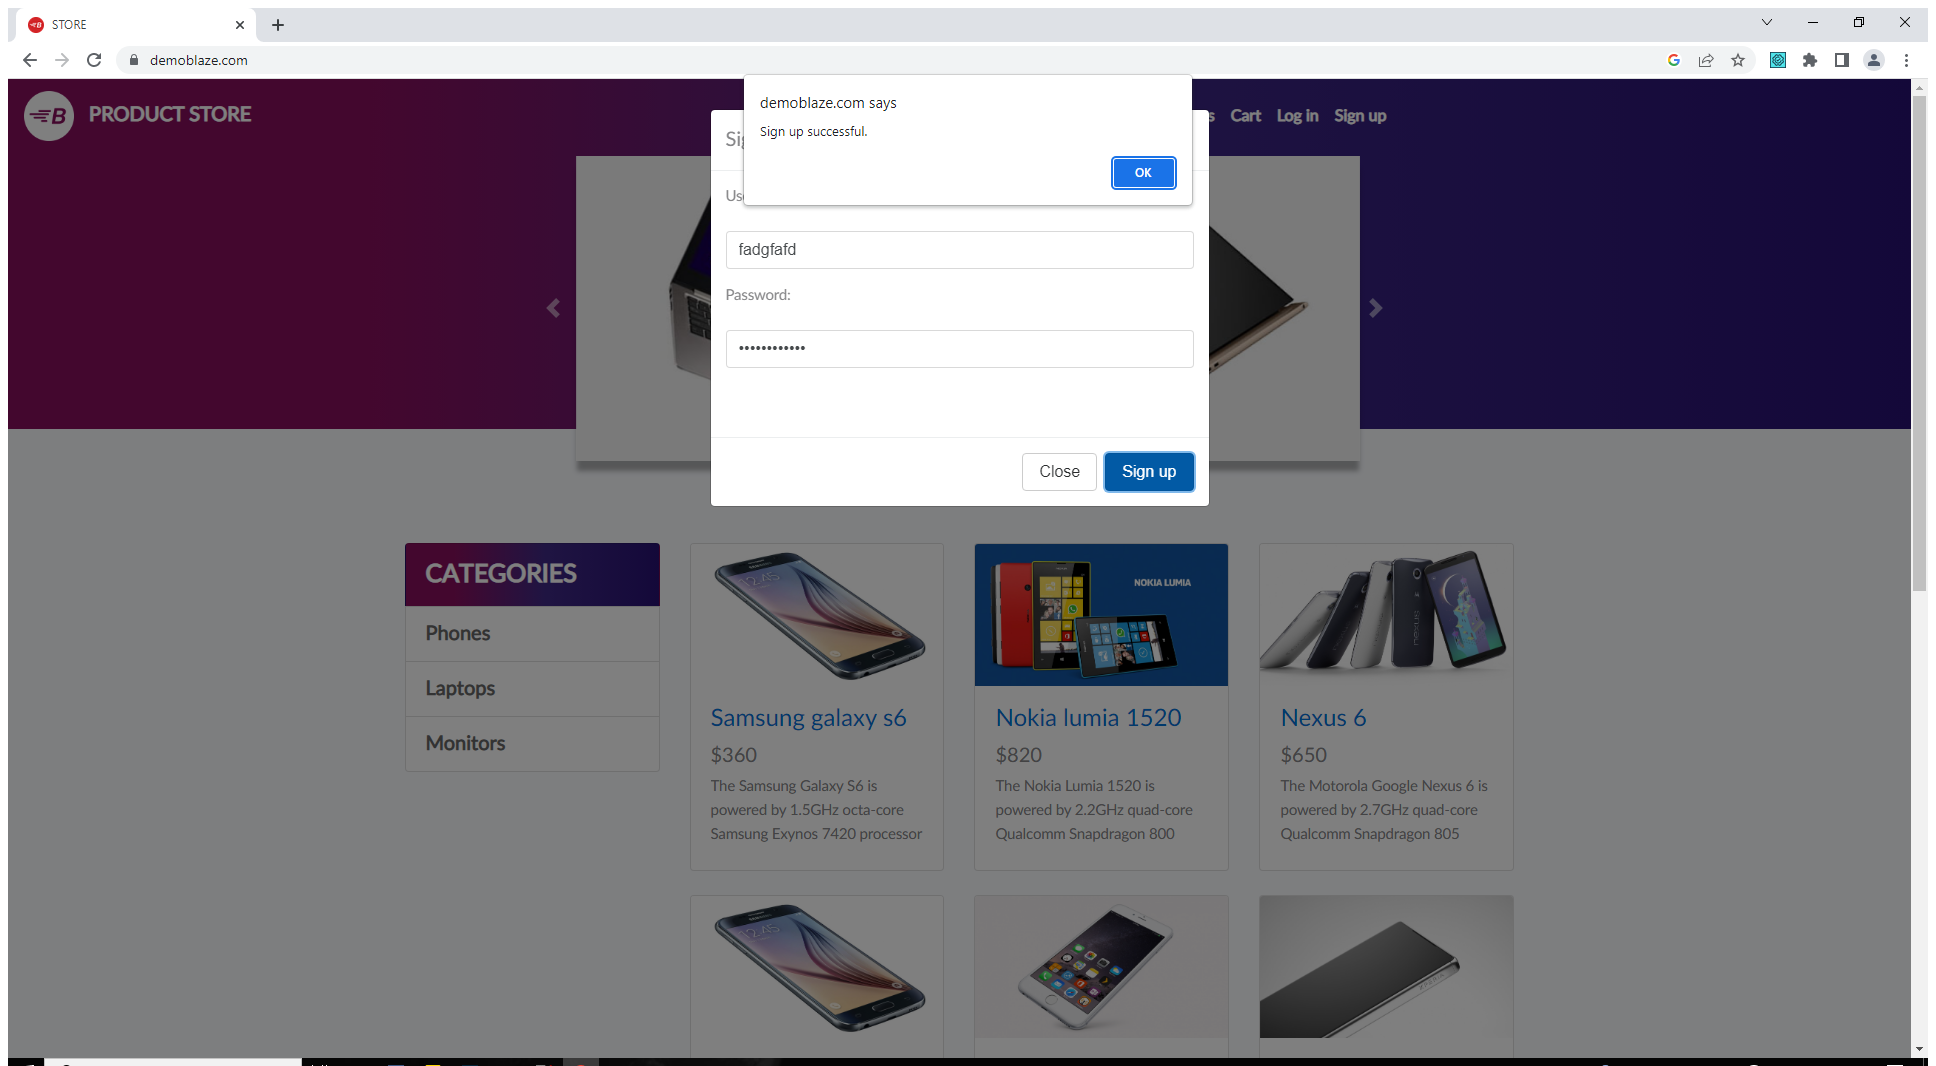 STORE
demoblaze.com
PRODUCT STORE
Cart
Log in
Sign up
demoblaze.com says
Sign up successful.
OK
fadgfafd
Password:
••••••••••••
Close
Sign up
CATEGORIES
Phones
Laptops
Monitors
NOKIA LUMIA
Samsung galaxy s6
$360
The Samsung Galaxy S6 is
powered by 1.5GHz octa-core
Samsung Exynos 7420 processor
Nokia lumia 1520
$820
The Nokia Lumia 1520 is
powered by 2.2GHz quad-core
Qualcomm Snapdragon 800
Nexus 6
$650
The Motorola Google Nexus 6 is
powered by 2.7GHz quad-core
Qualcomm Snapdragon 805